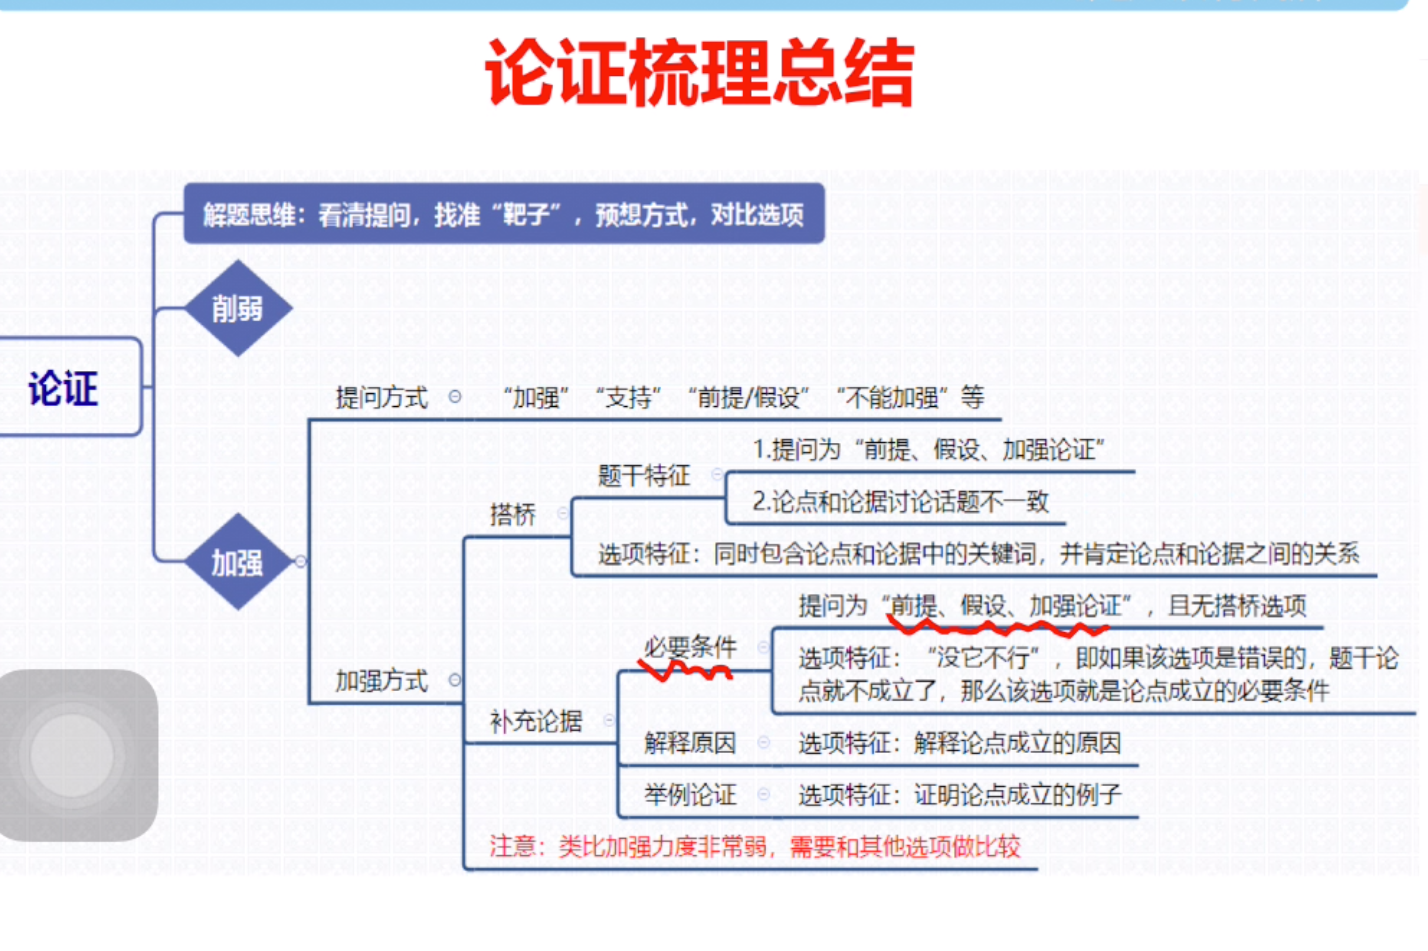 论证梳理总结
解题思维：看清提问，找准“靶子”，预想方式，对比选项
削弱
论证
提问方式
“加强” “支持” “前提/假设” “不能加强”等
1.提问为“前提、假设、加强论证”
题干特征
2.论点和论据讨论话题不一致
搭桥
选项特征：同时包含论点和论据中的关键词，并肯定论点和论据之间的关系
加强
提问为“前提、假设、加强论证”，且无搭桥选项
必要条件
选项特征：“没它不行”，即如果该选项是错误的，题干论
点就不成立了，那么该选项就是论点成立的必要条件
加强方式
补充论据
解释原因
选项特征：解释论点成立的原因
举例论证
选项特征：证明论点成立的例子
注意：类比加强力度非常弱，需要和其他选项做比较